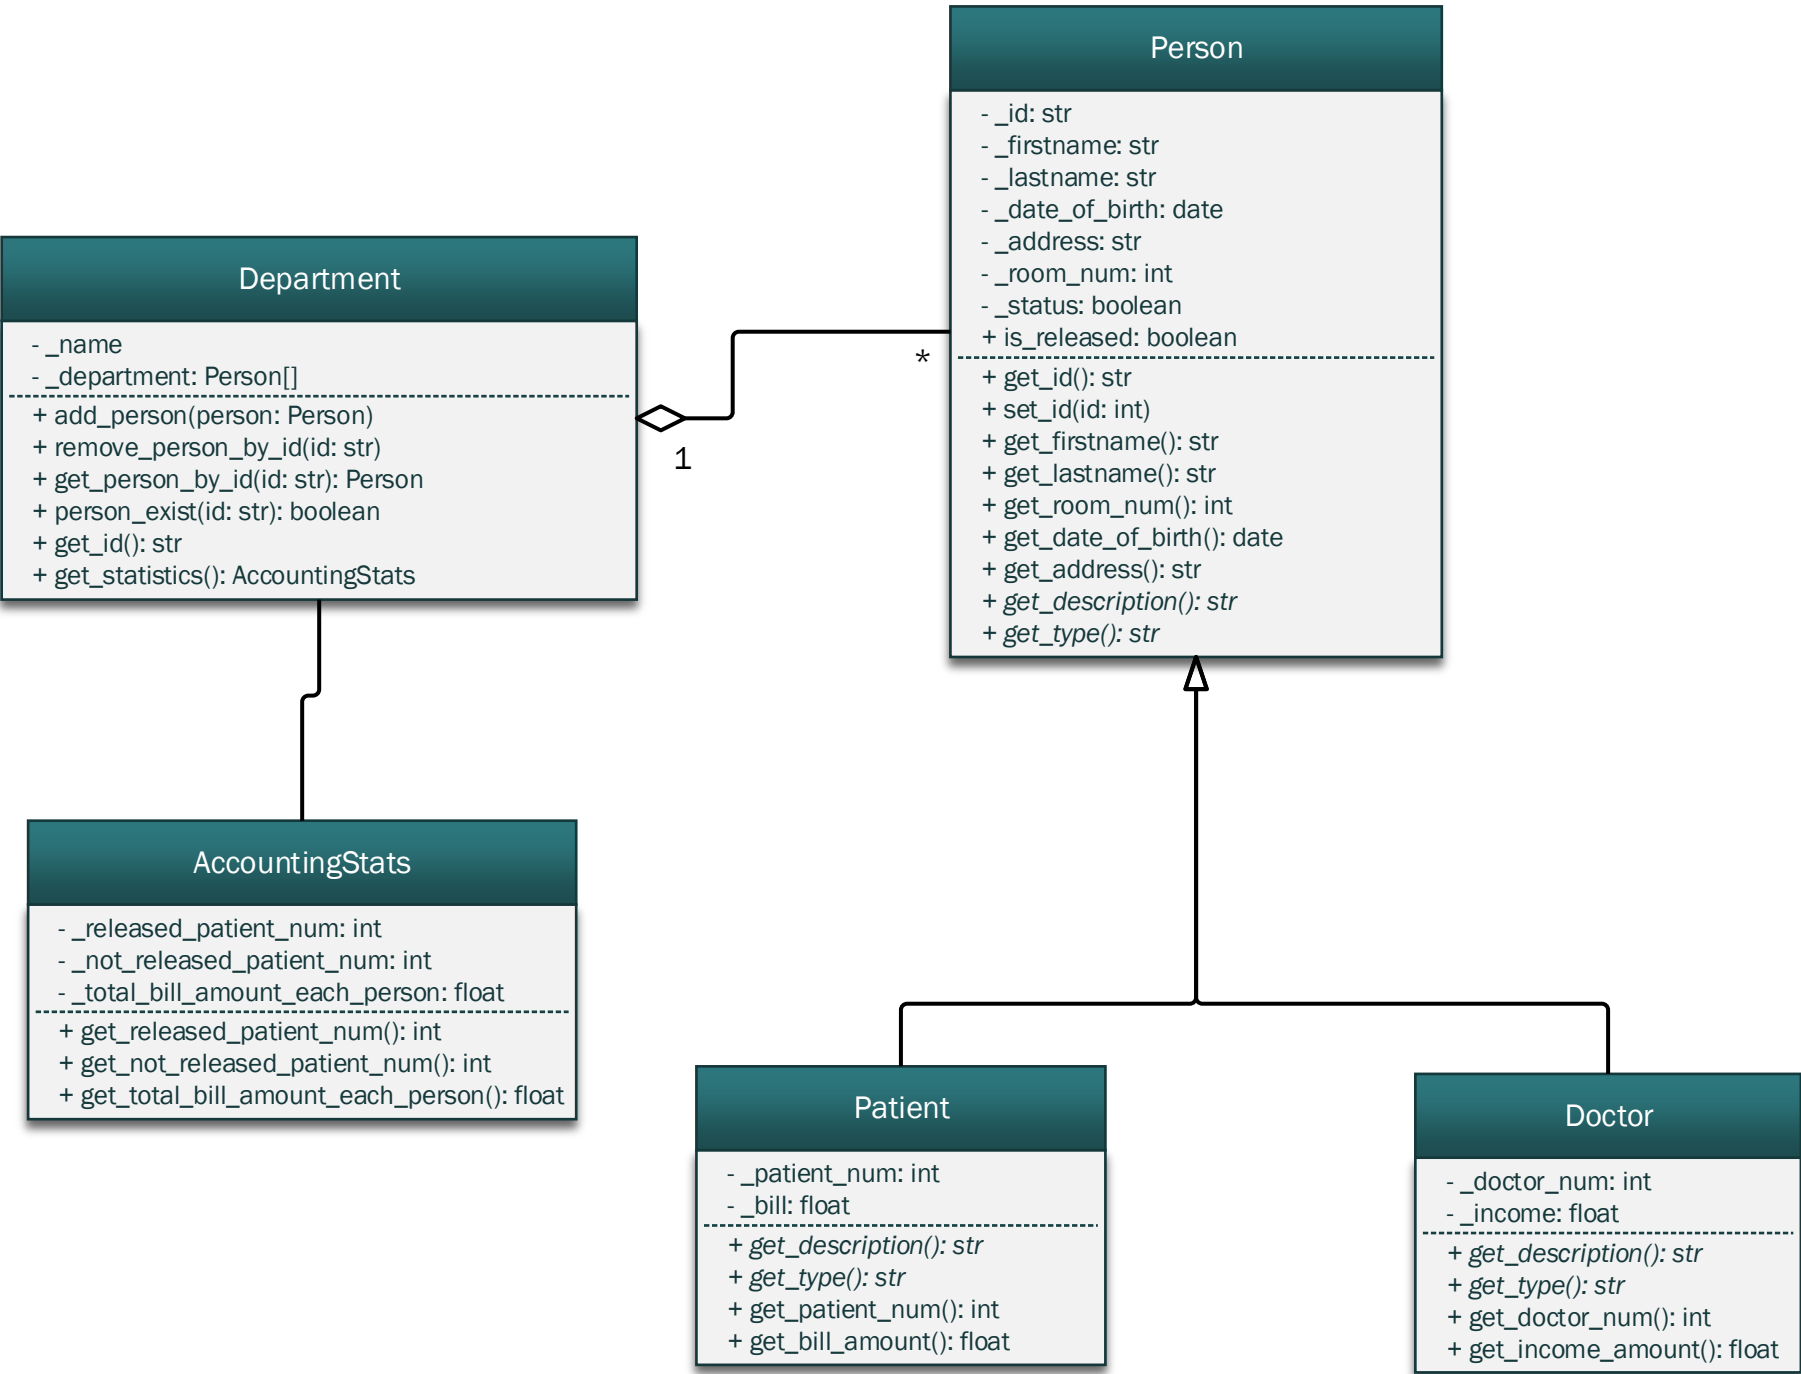 Person
- _id: str
- _firstname: str
- _lastname: str
- _date_of_birth: date
- _address: str
- _room_num: int
- _status: boolean
+ is_released: boolean
+ get_id(): str
+ set_id(id: int)
+ get_firstname(): str
+ get_lastname(): str
+ get_room_num(): int
+ get_date_of_birth(): date
+ get_address(): str
+ get_description(): str
+ get_type(): str
Department
- _name
- _department: Person[]
+ add_person(person: Person)
+ remove_person_by_id(id: str)
+ get_person_by_id(id: str): Person
+ person_exist(id: str): boolean
+ get_id(): str
+ get_statistics(): AccountingStats
*
1
AccountingStats
- _released_patient_num: int
- _not_released_patient_num: int
- _total_bill_amount_each_person: float
+ get_released_patient_num(): int
+ get_not_released_patient_num(): int
+ get_total_bill_amount_each_person(): float
Patient
- _patient_num: int
- _bill: float
+ get_description(): str
+ get_type(): str
+ get_patient_num(): int
+ get_bill_amount(): float
Doctor
- _doctor_num: int
- _income: float
+ get_description(): str
+ get_type(): str
+ get_doctor_num(): int
+ get_income_amount(): float